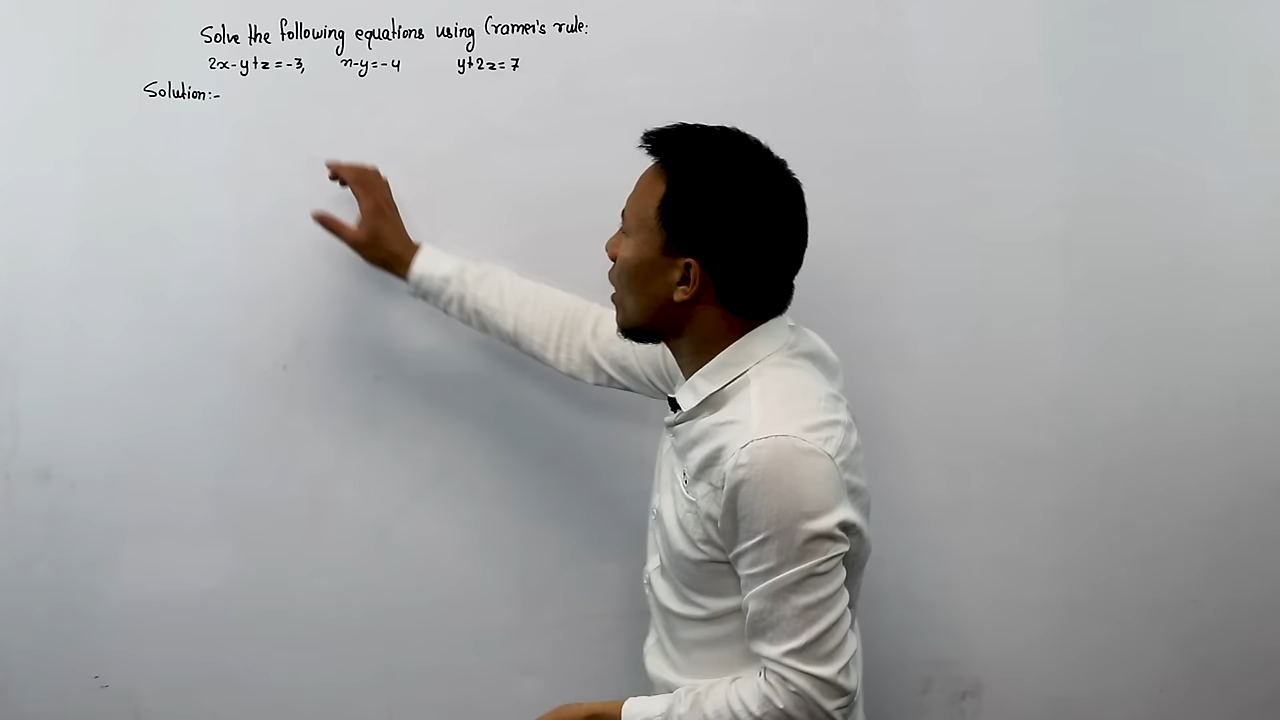 Solve the following equations using Cramer's rule:
2x-y+z=-3, x-y=-4 y+2z=7
Solution:-